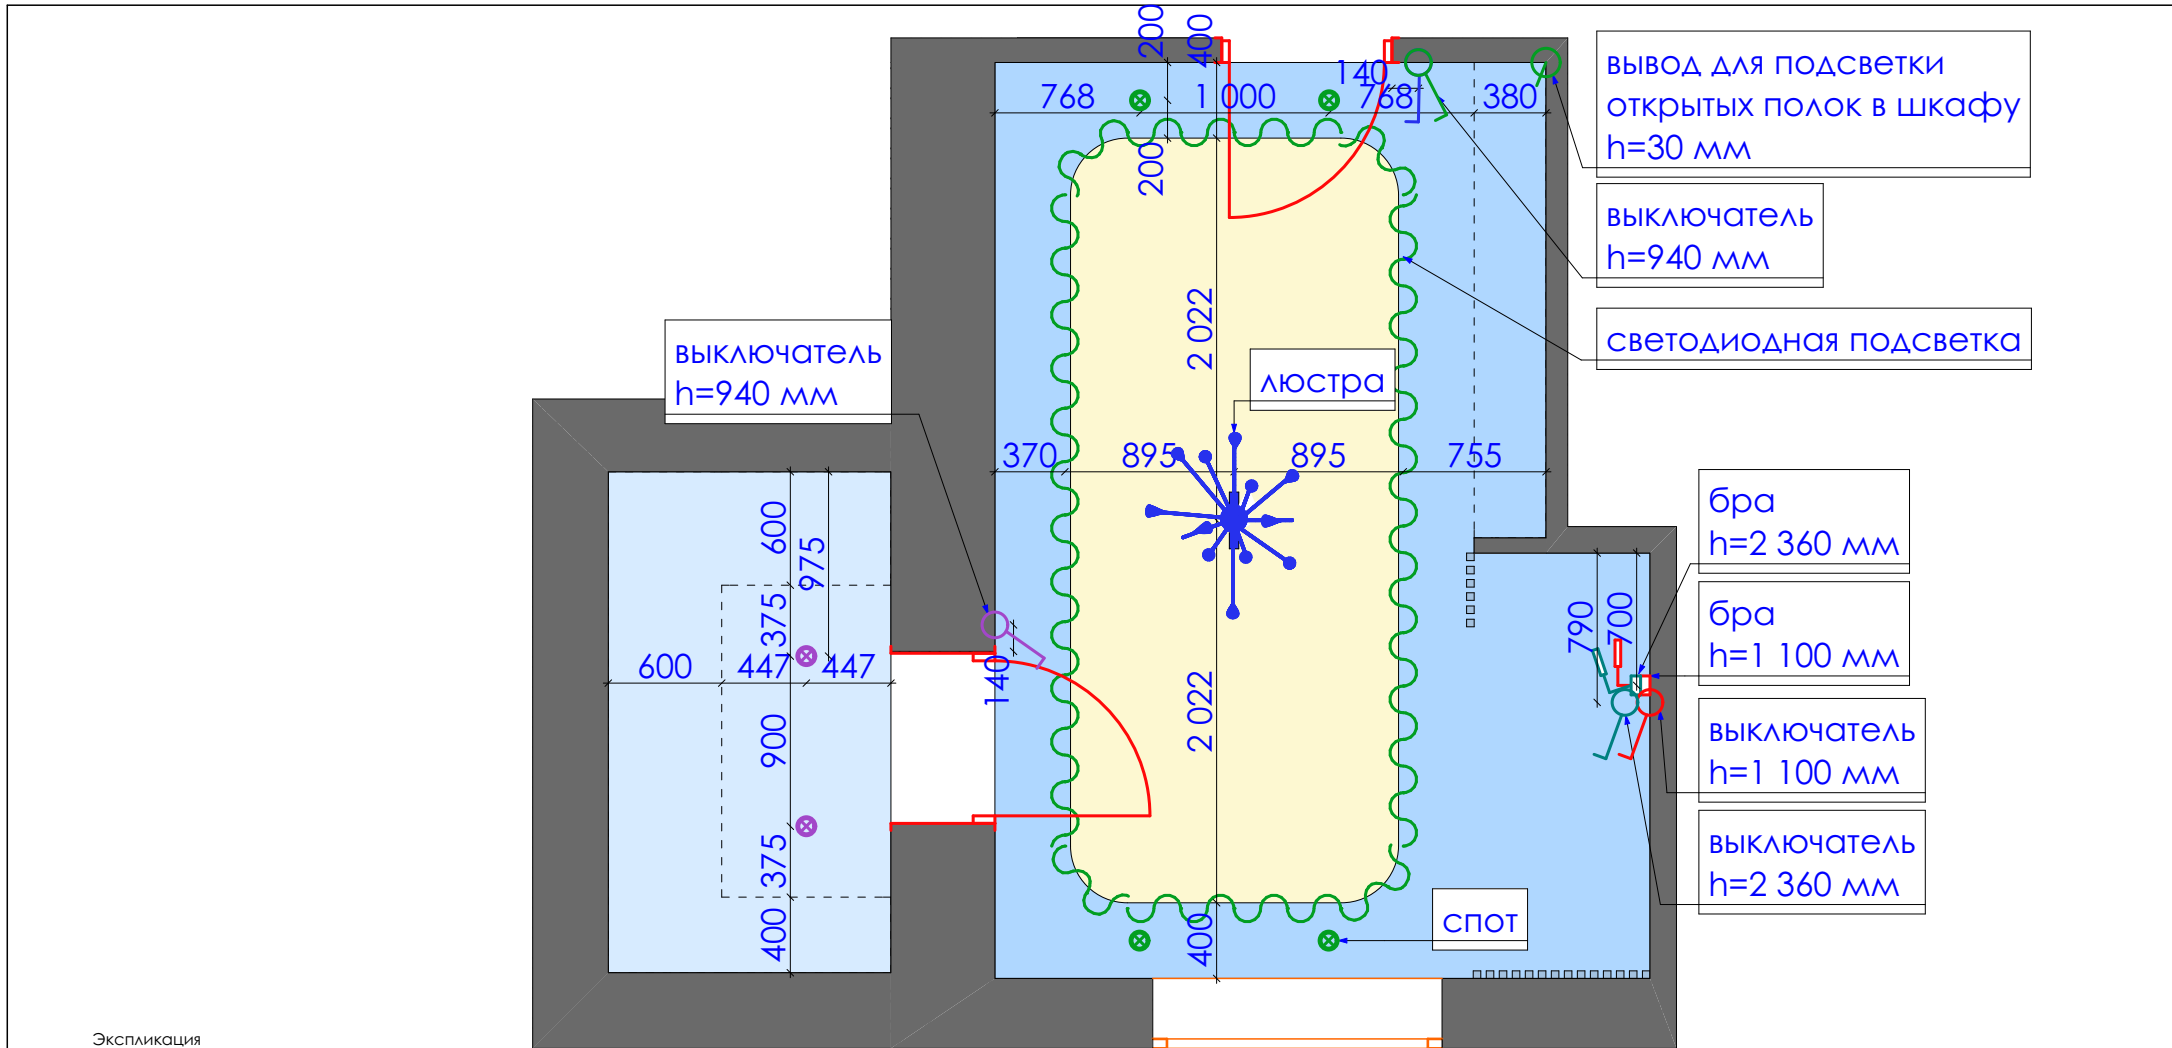 200
400
140
768
1 000
768
380
200
вывод для подсветки
открытых полок в шкафу
h=30 мм
выключатель
h=940 мм
светодиодная подсветка
2 022
выключатель
h=940 мм
люстра
370
895
895
755
бра
h=2 360 мм
бра
h=1 100 мм
выключатель
h=1 100 мм
выключатель
h=2 360 мм
600
975
375
790
700
600
447
447
140
900
2 022
375
400
400
спот
Экспликация